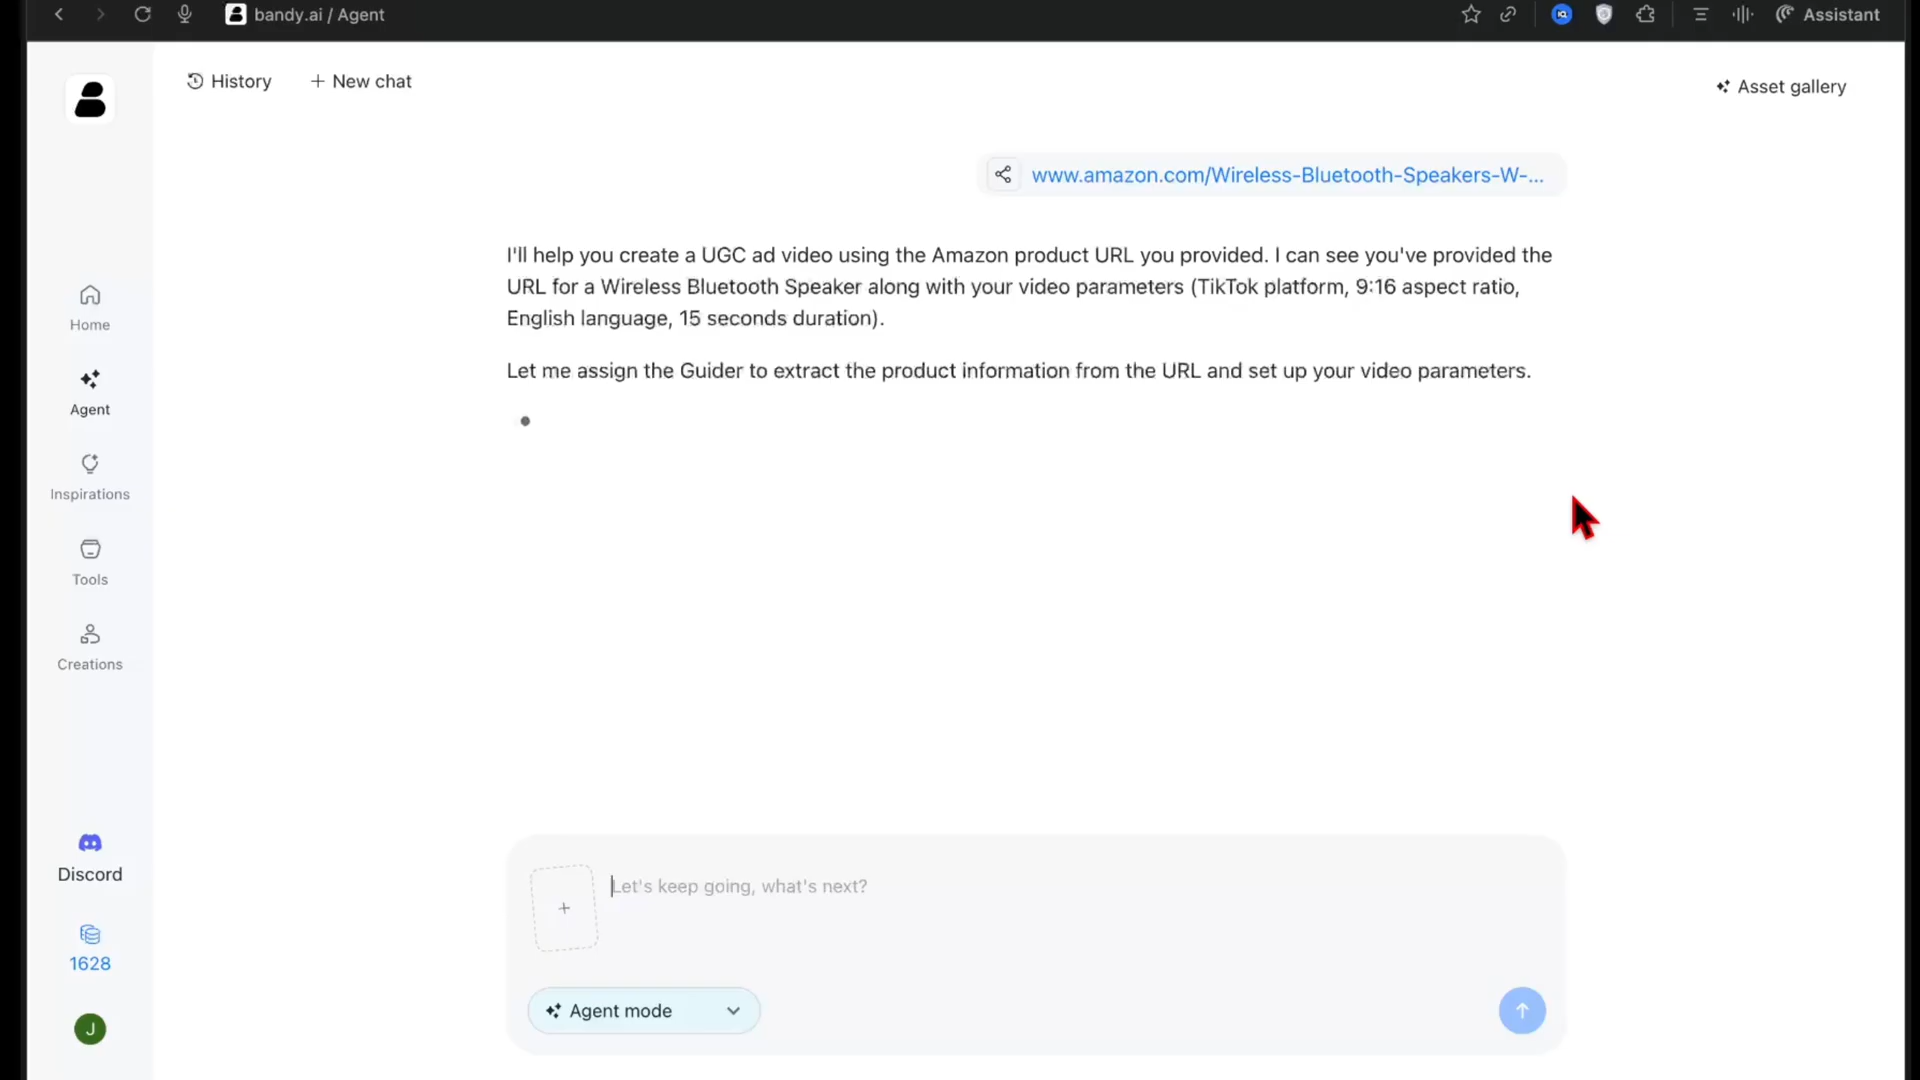 bandy.ai / Agent
Assistant
History
New chat
Asset gallery
www.amazon.com/Wireless-Bluetooth-Speakers-W-...
I'll help you create a UGC ad video using the Amazon product URL you provided. I can see you've provided the
URL for a Wireless Bluetooth Speaker along with your video parameters (TikTok platform, 9:16 aspect ratio,
English language, 15 seconds duration).
Let me assign the Guider to extract the product information from the URL and set up your video parameters.
Home
Agent
Inspirations
Tools
Creations
Discord
1628
J
Let's keep going, what's next?
Agent mode